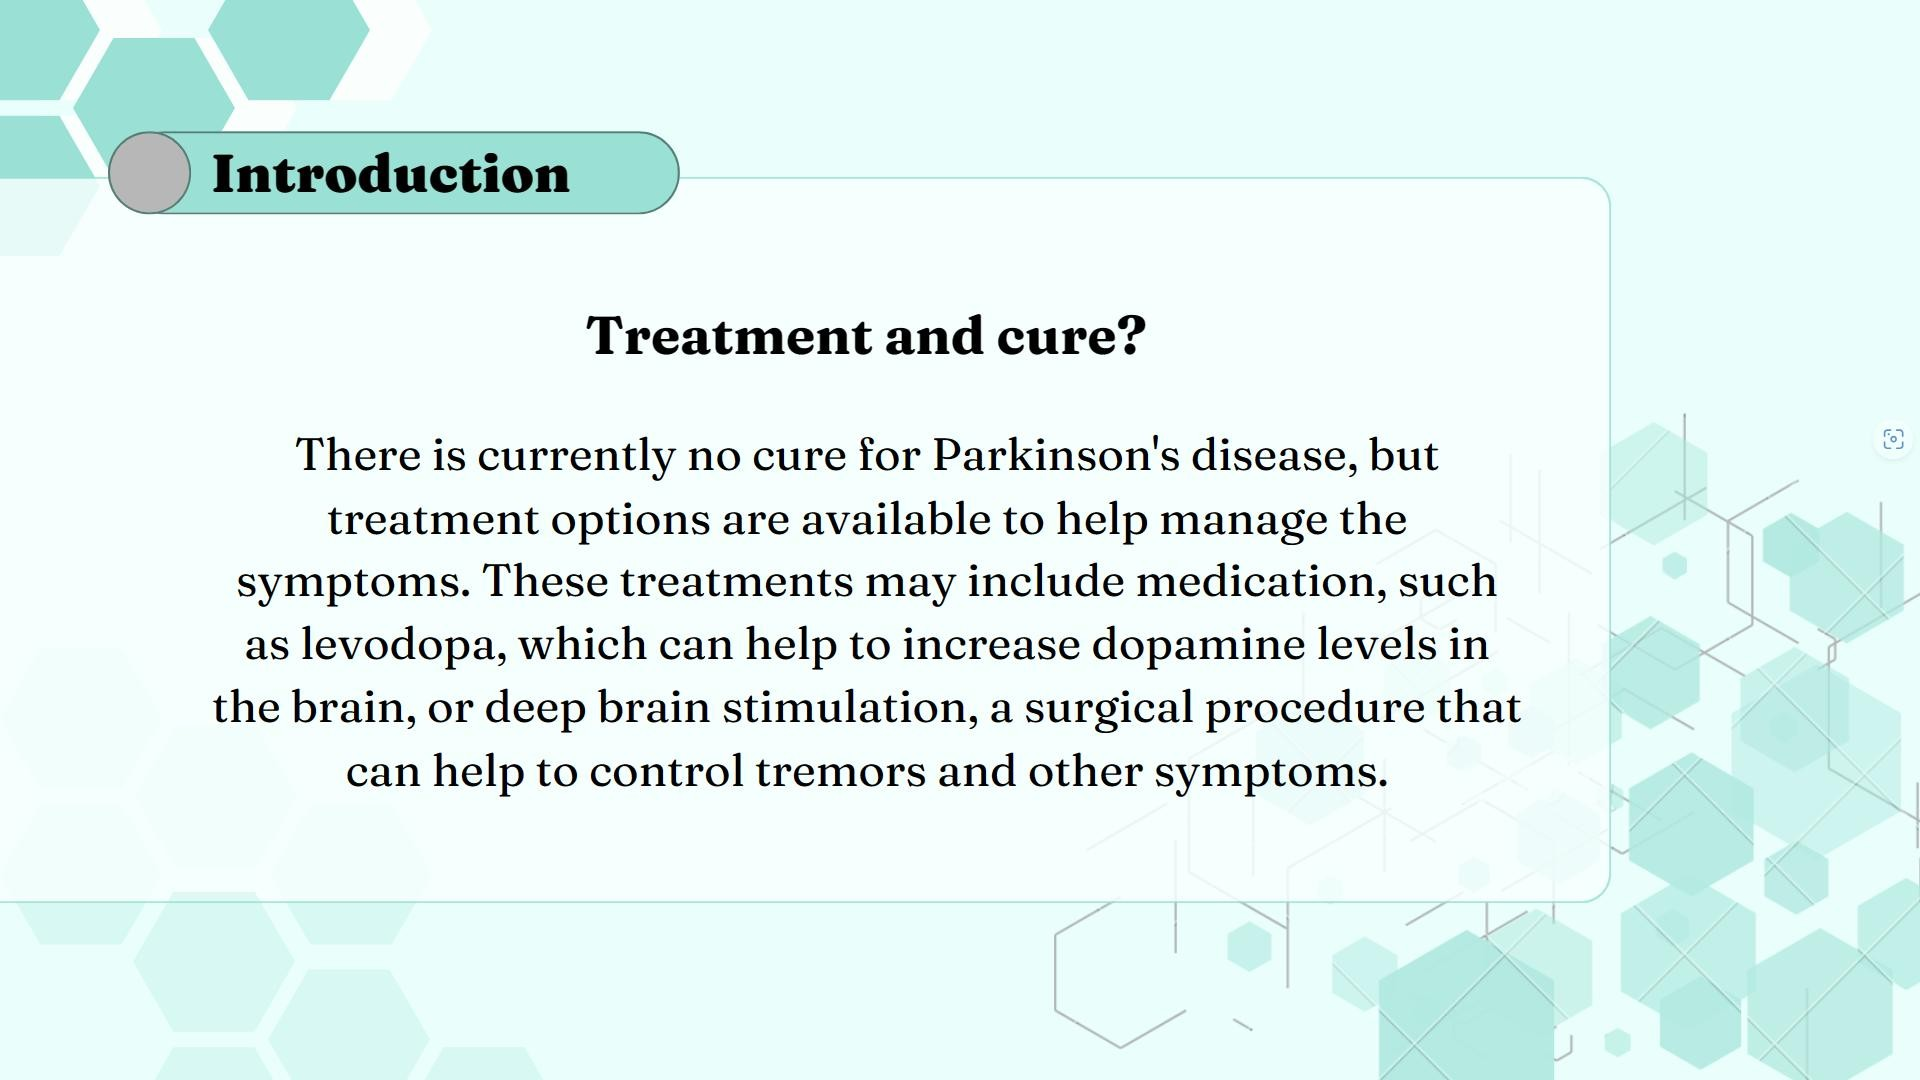 Introduction
Treatment and cure?
There is currently no cure for Parkinson's disease, but
treatment options are available to help manage the
symptoms. These treatments may include medication, such
as levodopa, which can help to increase dopamine levels in
the brain, or deep brain stimulation, a surgical procedure that
can help to control tremors and other symptoms.